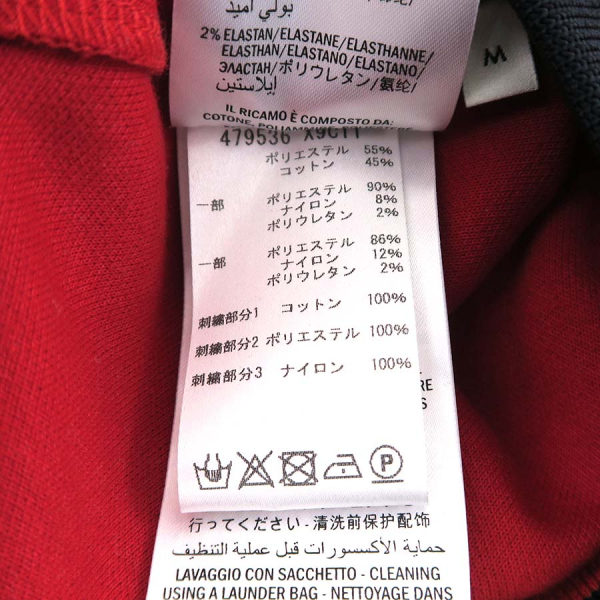 بولي أميد
2% ELASTAN/ELASTANE/ELASTHANNE/
ELASTHAN/ELASTANO/ELASTANO/
ЭЛАСТАН/ポリウレタン/氨纶/
إيلاستين
IL RICAMO È COMPOSTO DA:
M
479536 X9C11
ポリエステル 55%
コットン 45%
一部 ポリエステル 90%
ナイロン 8%
ポリウレタン 2%
一部 ポリエステル 86%
ナイロン 12%
ポリウレタン 2%
刺繍部分1 コットン 100%
刺繍部分2 ポリエステル 100%
刺繍部分3 ナイロン 100%
RE
S
P
行ってください - 清洗前保护配饰
حماية الأكسسورات قبل عملية التنظيف
LAVAGGIO CON SACCHETTO - CLEANING
USING A LAUNDER BAG - NETTOYAGE DANS